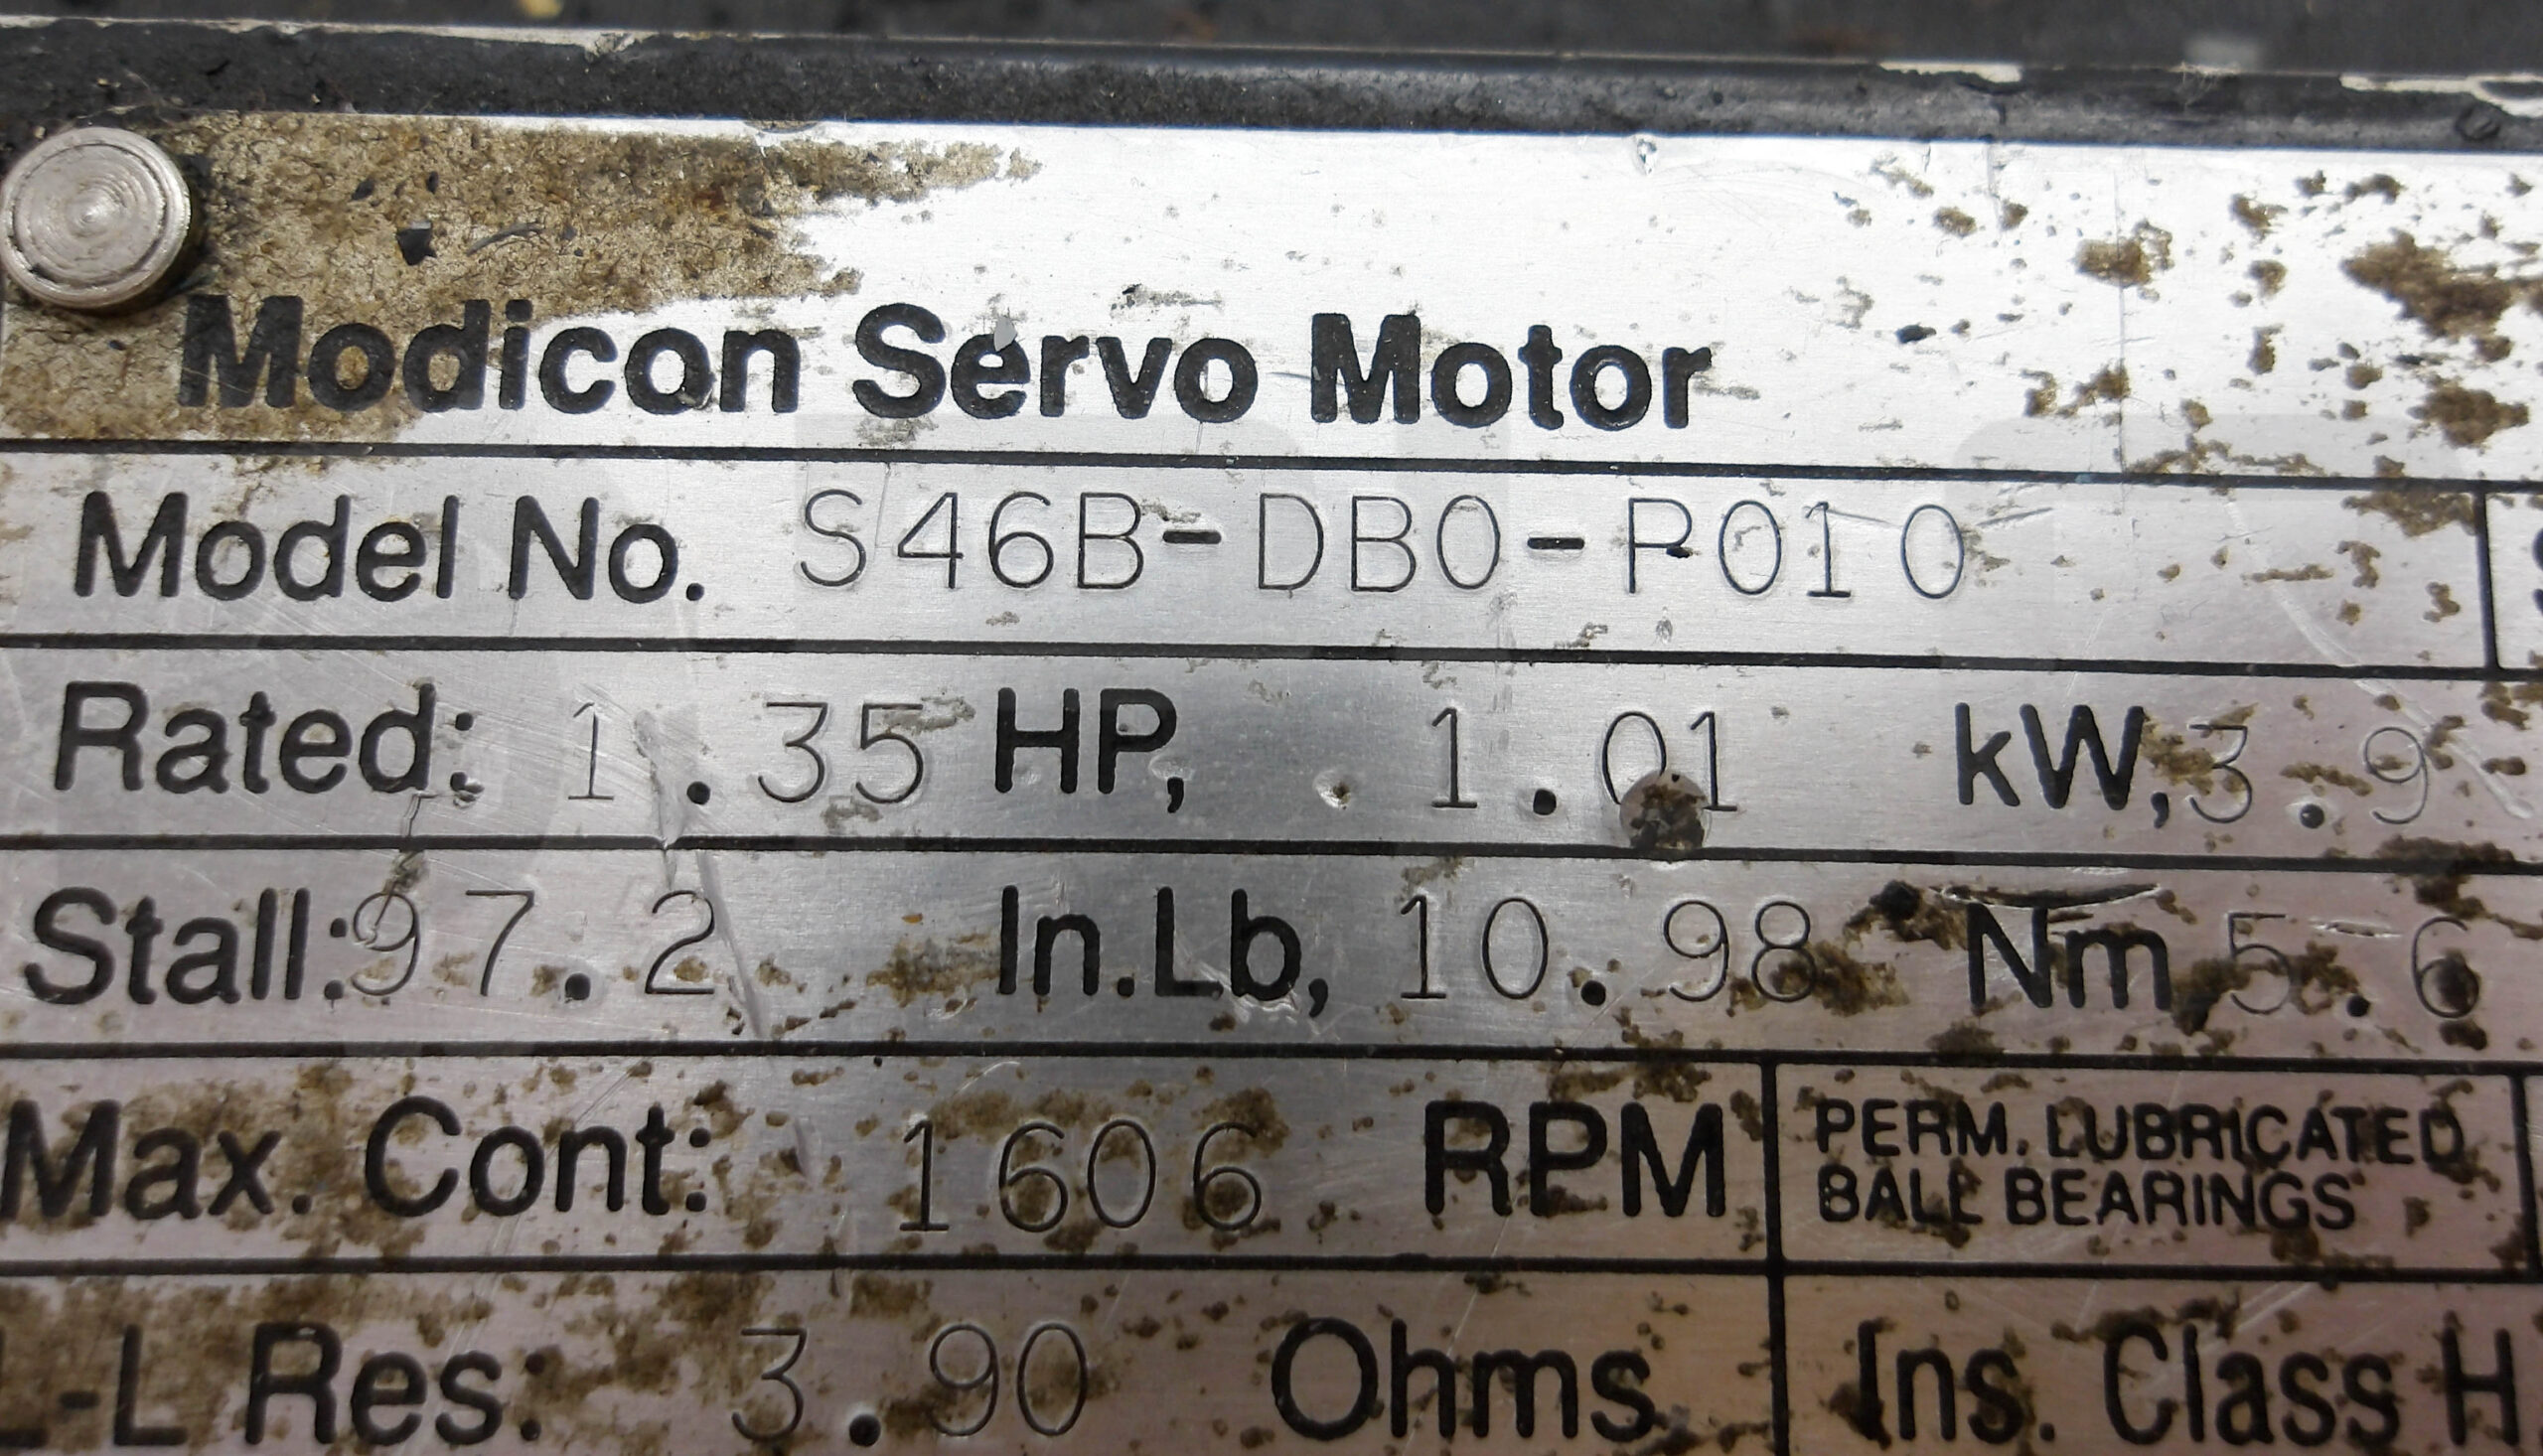 Modicon Servo Motor
Model No. S46B-DB0-P010
Rated: 1.35 HP, 1.01 kW, 3.9
Stall: 97.2 In.Lb, 10.98 Nm 5.6
Max. Cont: 1606 RPM PERM. LUBRICATED
BALL BEARINGS
L-L Res: 3.90 Ohms Ins. Class H